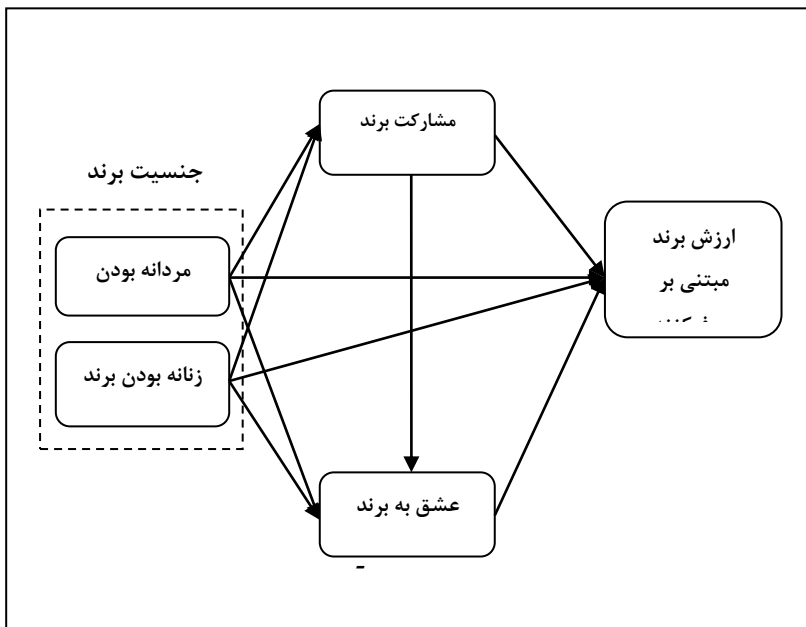 مشارکت برند
جنسیت برند
مردانه بودن
زنانه بودن برند
ارزش برند
مبتنی بر
عشق به برند